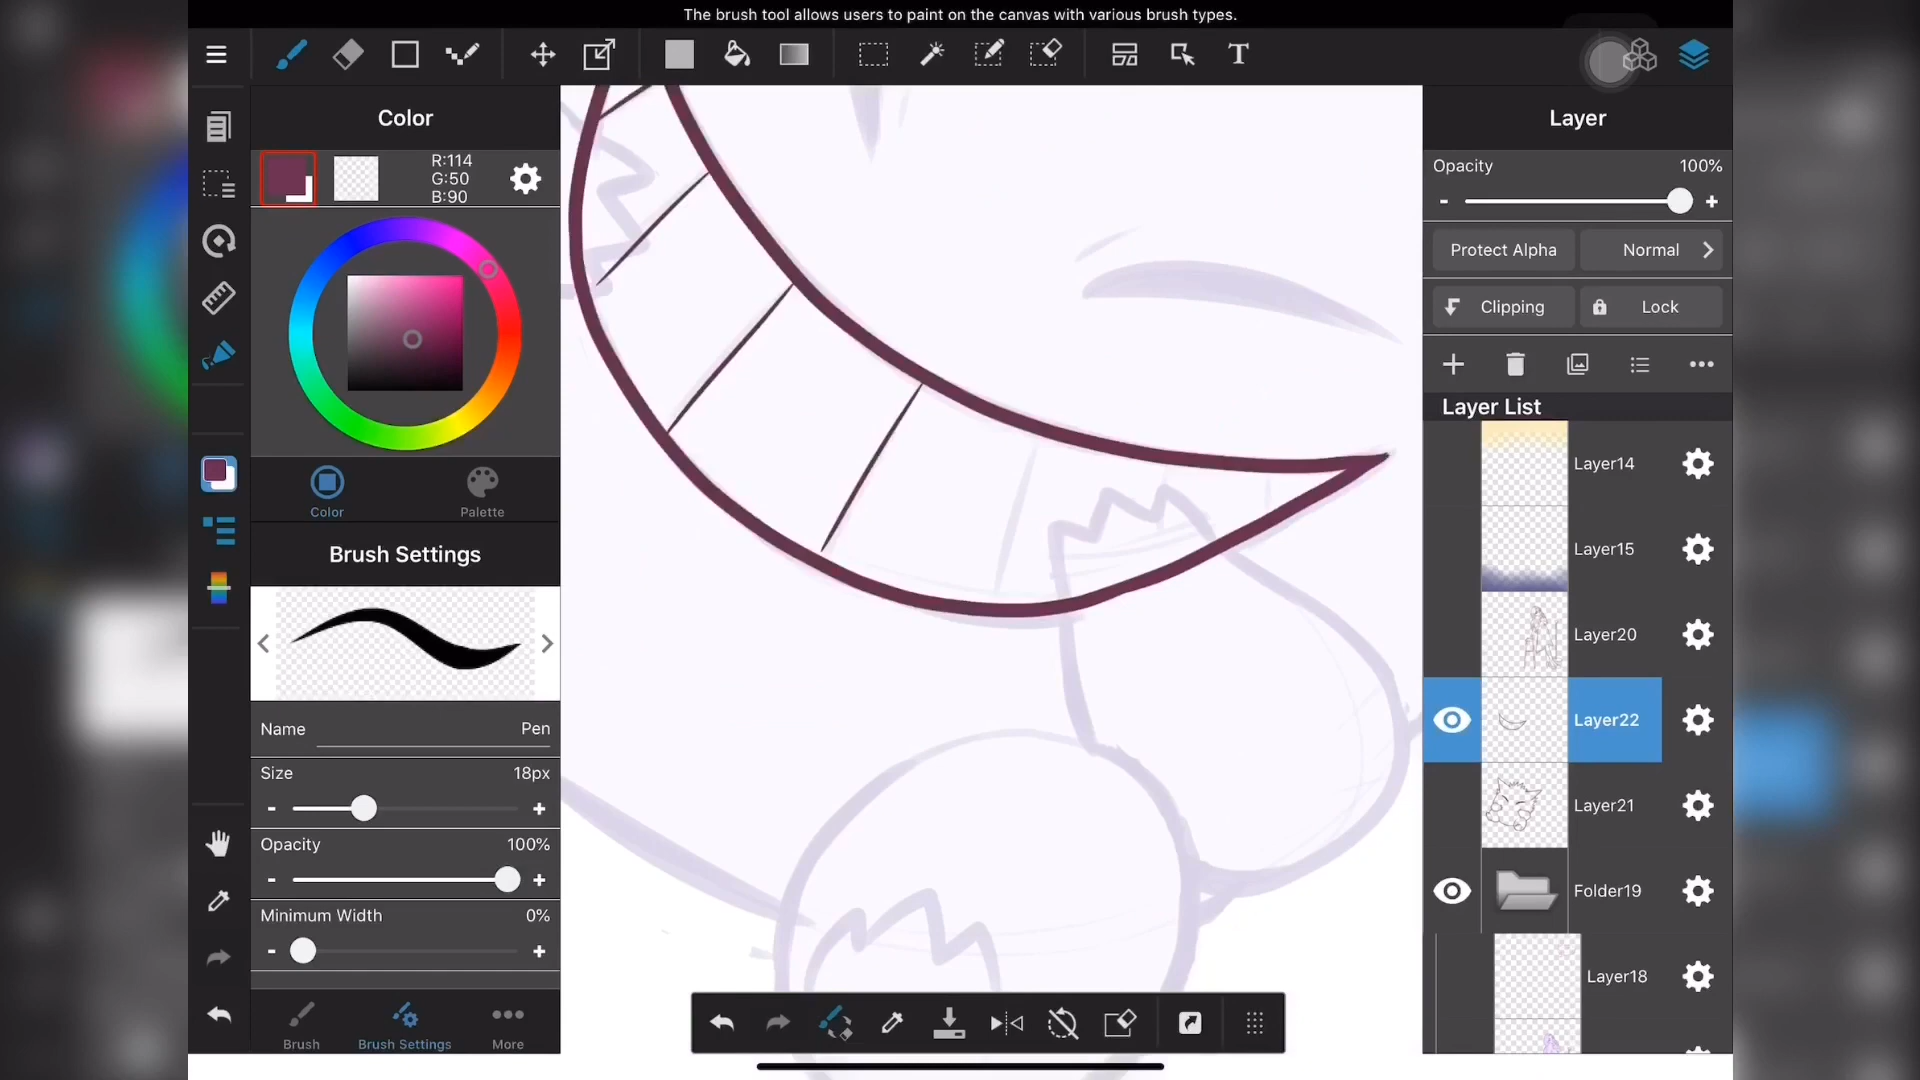 The brush tool allows users to paint on the canvas with various brush types.
T
Color
R:114
G:50
B:90
Color
Palette
Brush Settings
Name Pen
Size 18px
- +
Opacity 100%
- +
Minimum Width 0%
- +
Brush
Brush Settings
More
Layer
Opacity 100%
- +
Protect Alpha
Normal
Clipping
Lock
Layer List
Layer14
Layer15
Layer20
Layer22
Layer21
Folder19
Layer18